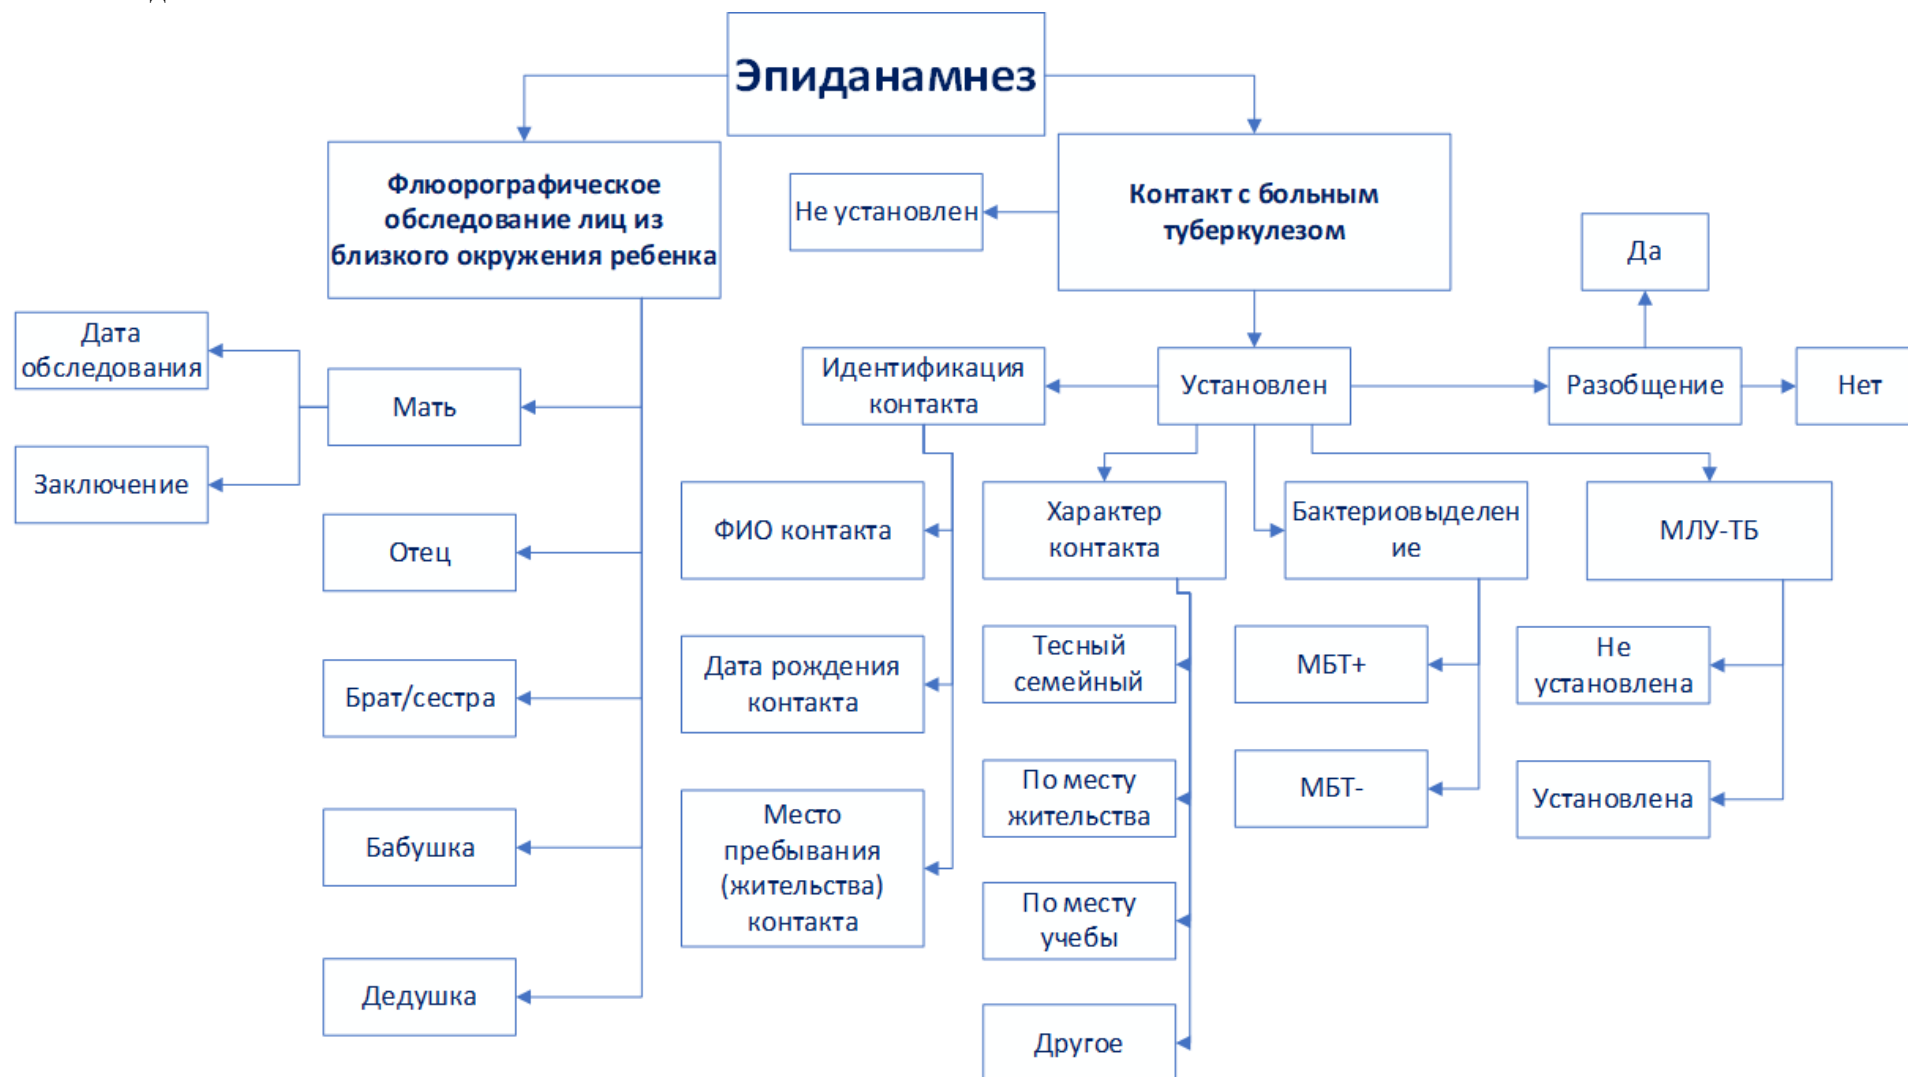 Эпиданамнез
Флюорографическое
обследование лиц из
близкого окружения ребенка
Контакт с больным
туберкулезом
Не установлен
Да
Дата
обследования
Мать
Заключение
Отец
Брат/сестра
Бабушка
Дедушка
Идентификация
контакта
Установлен
Разобщение
Нет
ФИО контакта
Дата рождения
контакта
Место
пребывания
(жительства)
контакта
Характер
контакта
Тесный
семейный
По месту
жительства
По месту
учебы
Другое
Бактериовыделен
ие
МБТ+
МБТ-
МЛУ-ТБ
Не
установлена
Установлена